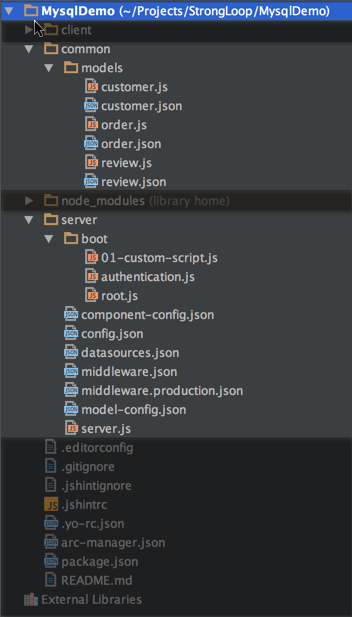 MysqlDemo (~/Projects/StrongLoop/MysqlDemo)
client
common
models
customer.js
customer.json
order.js
order.json
review.js
review.json
node_modules (library home)
server
boot
01-custom-script.js
authentication.js
root.js
component-config.json
config.json
datasources.json
middleware.json
middleware.production.json
model-config.json
server.js
.editorconfig
.gitignore
.jshintignore
.jshintrc
.yo-rc.json
arc-manager.json
package.json
README.md
External Libraries